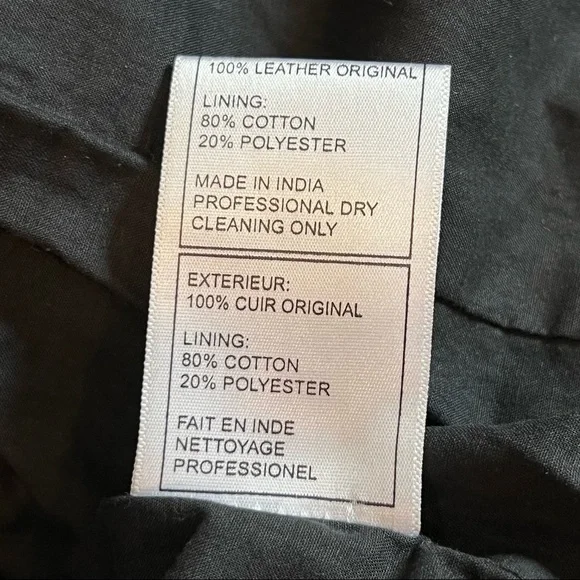 100% LEATHER ORIGINAL
LINING:
80% COTTON
20% POLYESTER
MADE IN INDIA
PROFESSIONAL DRY
CLEANING ONLY
EXTERIEUR:
100% CUIR ORIGINAL
LINING:
80% COTTON
20% POLYESTER
FAIT EN INDE
NETTOYAGE
PROFESSIONEL